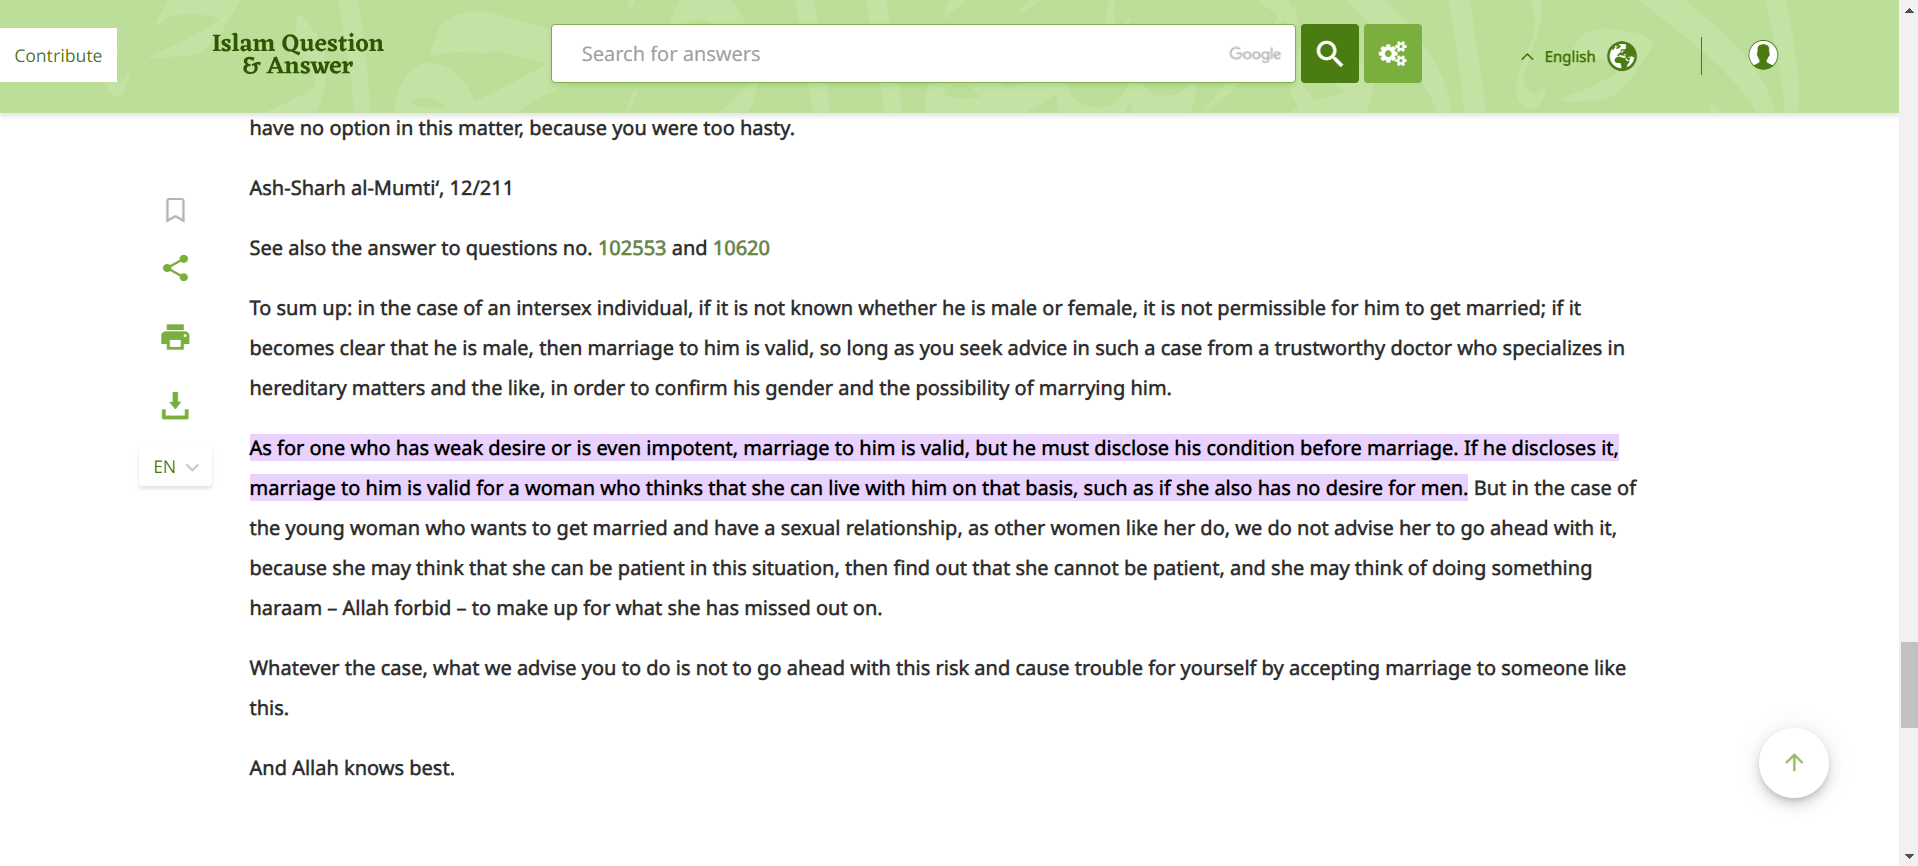 Contribute
Islam Question
& Answer
Search for answers
Google
English
have no option in this matter, because you were too hasty.
Ash-Sharh al-Mumti‘, 12/211
See also the answer to questions no. 102553 and 10620
To sum up: in the case of an intersex individual, if it is not known whether he is male or female, it is not permissible for him to get married; if it
becomes clear that he is male, then marriage to him is valid, so long as you seek advice in such a case from a trustworthy doctor who specializes in
hereditary matters and the like, in order to confirm his gender and the possibility of marrying him.
As for one who has weak desire or is even impotent, marriage to him is valid, but he must disclose his condition before marriage. If he discloses it,
EN
marriage to him is valid for a woman who thinks that she can live with him on that basis, such as if she also has no desire for men. But in the case of
the young woman who wants to get married and have a sexual relationship, as other women like her do, we do not advise her to go ahead with it,
because she may think that she can be patient in this situation, then find out that she cannot be patient, and she may think of doing something
haraam – Allah forbid – to make up for what she has missed out on.
Whatever the case, what we advise you to do is not to go ahead with this risk and cause trouble for yourself by accepting marriage to someone like
this.
And Allah knows best.